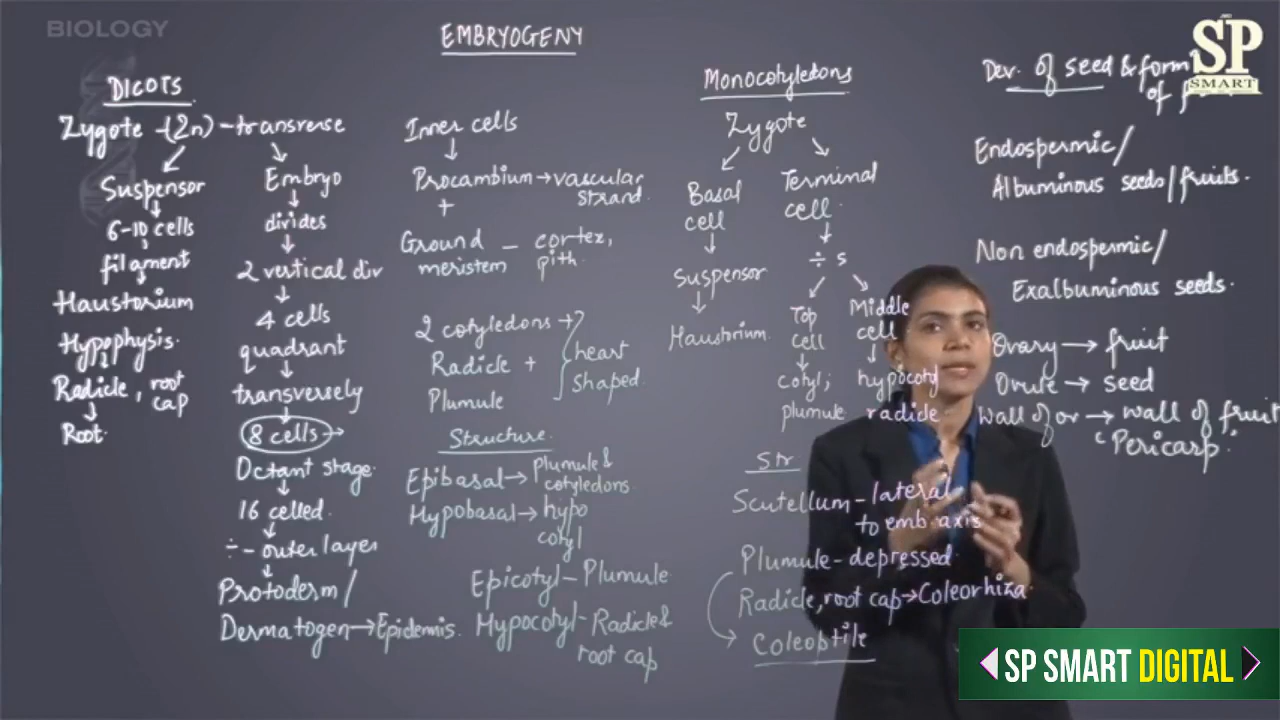 BIOLOGY
EMBRYOGENY
DICOTS
Zygote -(2n) - transverse
Suspensor
6-10 cells
filament
Haustorium
Hypophysis.
Radicle, root cap
Root.
Embryo
divides
2 vertical div
4 cells
quadrant
transversely
8 cells →
Octant stage.
16 celled.
÷ - outer layer
Protoderm /
Dermatogen → Epidermis.
Inner cells
Procambium → vascular strand.
+
Ground meristem - cortex, pith.
2 cotyledons +
Radicle +
Plumule
heart shaped.
Structure.
Epibasal → Plumule & cotyledons.
Hypobasal → hypo cotyl
Epicotyl - Plumule
Hypocotyl - Radicle & root cap
Monocotyledons
Zygote
Basal cell
Suspensor
Haustrium.
Terminal cell.
÷ s
Top cell
cotyl;
plumule
Middle cell
hypocotyl
radicle
Str
Scutellum - lateral
to emb. axis
Plumule - depressed.
Radicle, root cap → Coleorhiza.
Coleoptile
Dev. of seed & form
of
Endospermic /
Albuminous seeds / fruits.
Non endospermic /
Exalbuminous seeds.
Ovary → fruit
Ovule → seed
Wall of ov → wall of fruit
( Pericarp.
SP
SMART
SP SMART DIGITAL